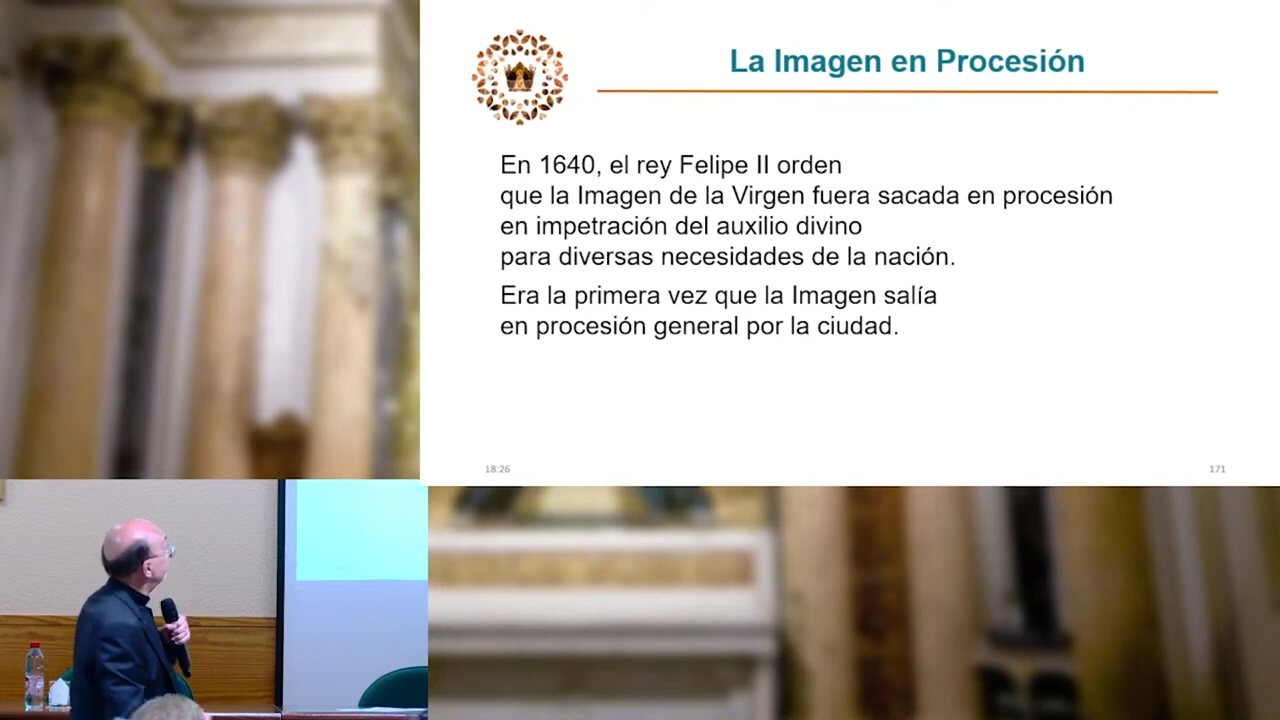 La Imagen en Procesión
En 1640, el rey Felipe II orden
que la Imagen de la Virgen fuera sacada en procesión
en impetración del auxilio divino
para diversas necesidades de la nación.
Era la primera vez que la Imagen salía
en procesión general por la ciudad.
18:26
171